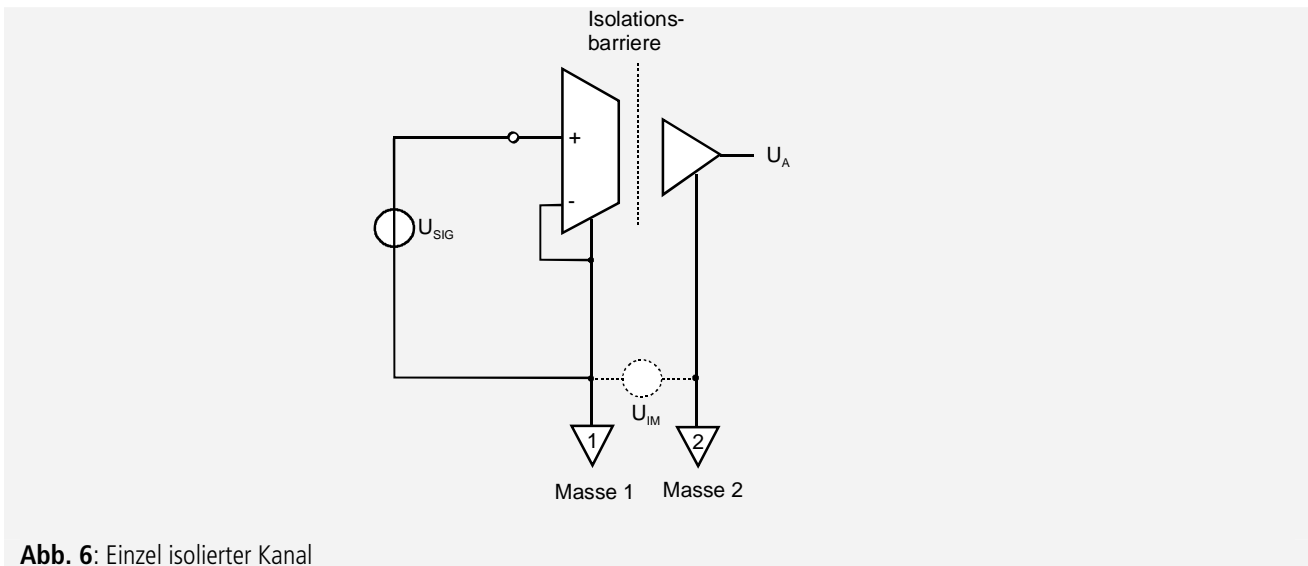 Isolations-
barriere
+
-
U_A
U_SIG
U_IM
1
2
Masse 1
Masse 2
Abb. 6: Einzel isolierter Kanal